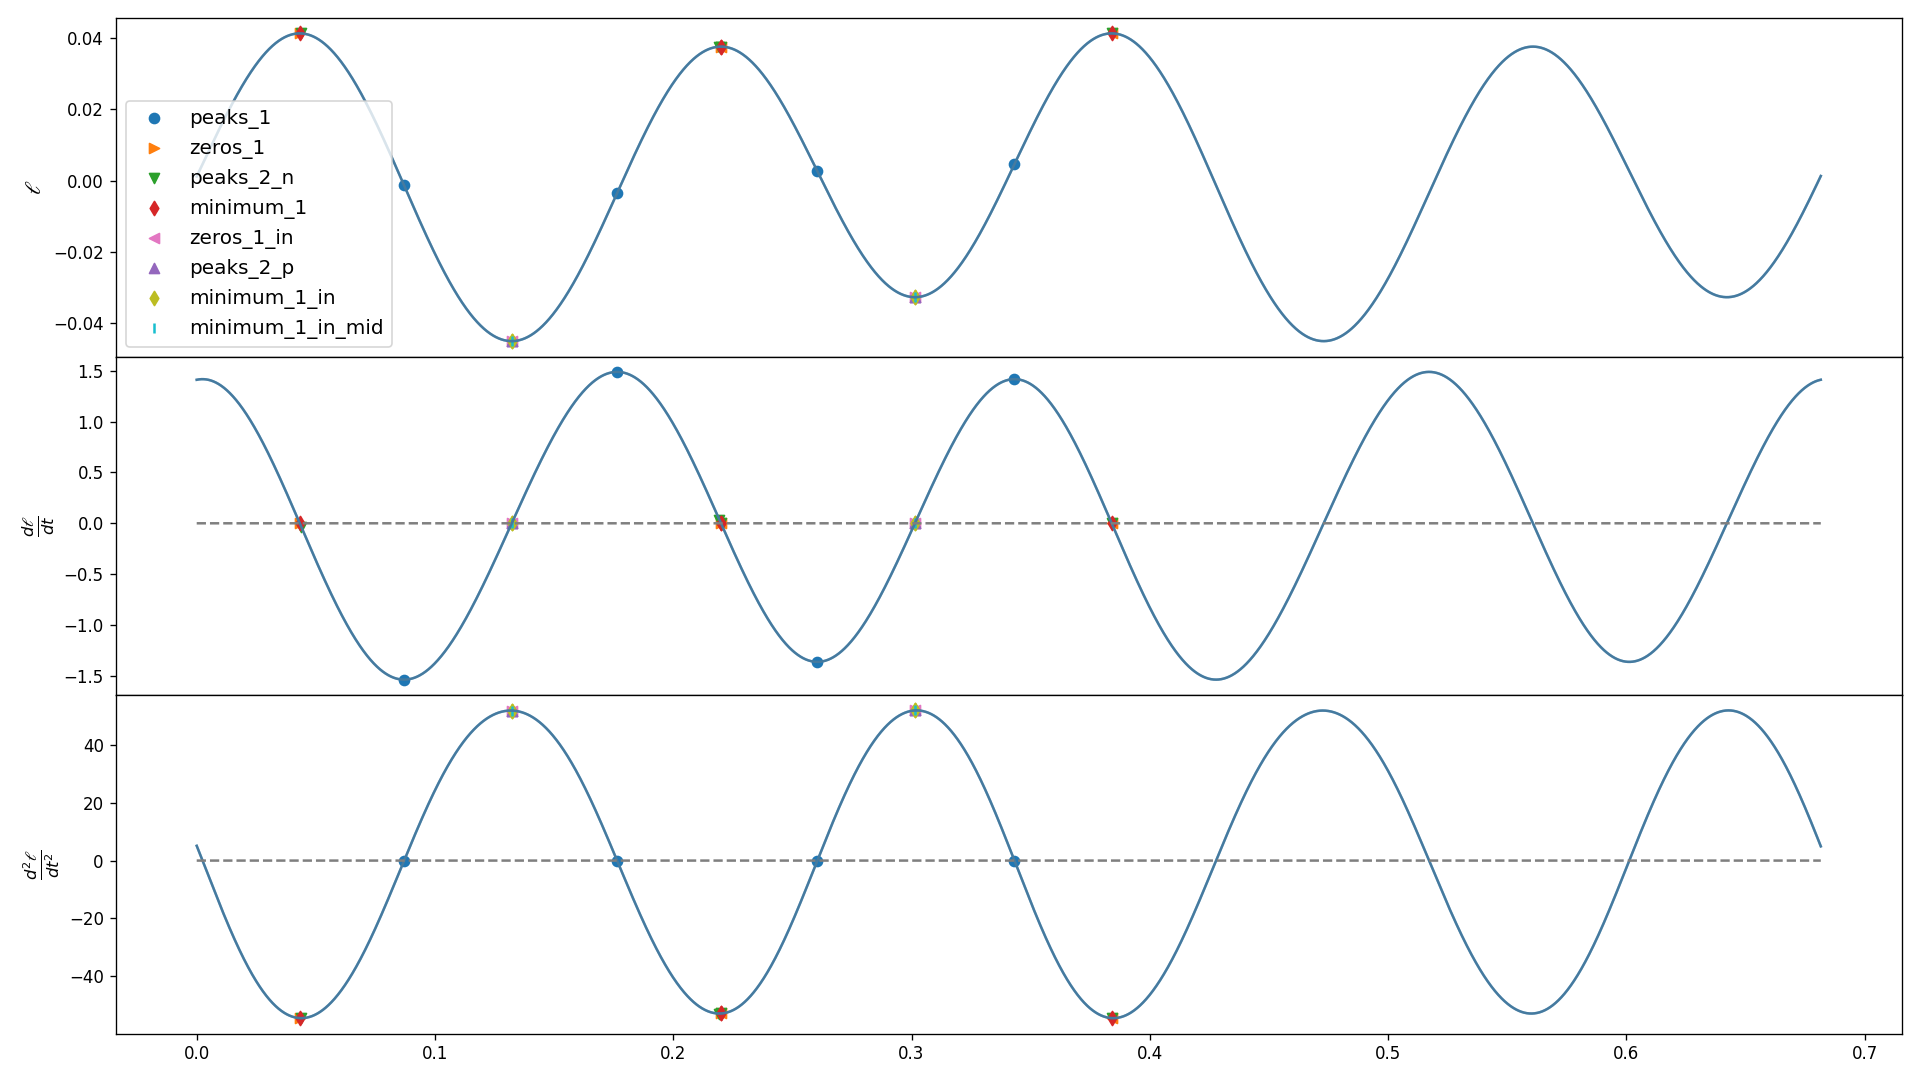 0.04
0.02
0.00
−0.02
−0.04
ℓ
peaks_1
zeros_1
peaks_2_n
minimum_1
zeros_1_in
peaks_2_p
minimum_1_in
minimum_1_in_mid
1.5
1.0
0.5
0.0
−0.5
−1.0
−1.5
dℓ
dt
40
20
0
−20
−40
d²ℓ
dt²
0.0 0.1 0.2 0.3 0.4 0.5 0.6 0.7